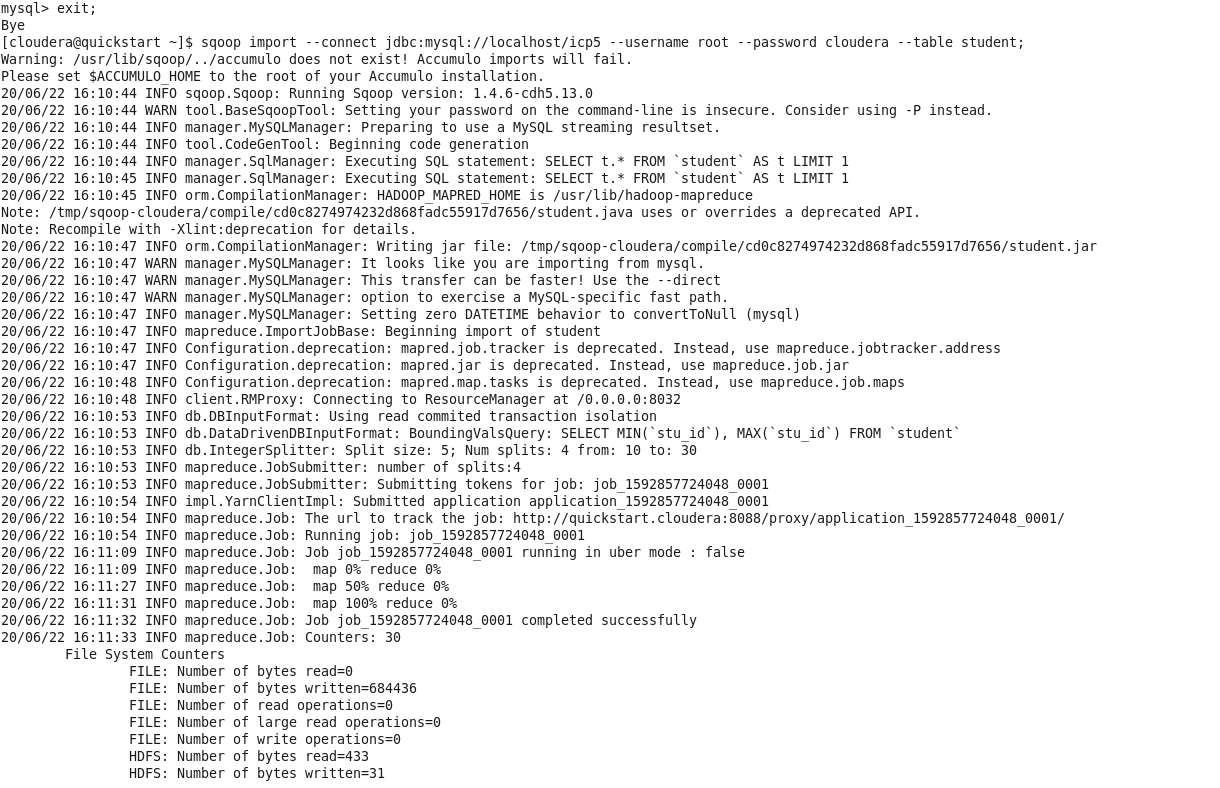 mysql> exit;
Bye
[cloudera@quickstart ~]$ sqoop import --connect jdbc:mysql://localhost/icp5 --username root --password cloudera --table student;
Warning: /usr/lib/sqoop/../accumulo does not exist! Accumulo imports will fail.
Please set $ACCUMULO_HOME to the root of your Accumulo installation.
20/06/22 16:10:44 INFO sqoop.Sqoop: Running Sqoop version: 1.4.6-cdh5.13.0
20/06/22 16:10:44 WARN tool.BaseSqoopTool: Setting your password on the command-line is insecure. Consider using -P instead.
20/06/22 16:10:44 INFO manager.MySQLManager: Preparing to use a MySQL streaming resultset.
20/06/22 16:10:44 INFO tool.CodeGenTool: Beginning code generation
20/06/22 16:10:44 INFO manager.SqlManager: Executing SQL statement: SELECT t.* FROM `student` AS t LIMIT 1
20/06/22 16:10:45 INFO manager.SqlManager: Executing SQL statement: SELECT t.* FROM `student` AS t LIMIT 1
20/06/22 16:10:45 INFO orm.CompilationManager: HADOOP_MAPRED_HOME is /usr/lib/hadoop-mapreduce
Note: /tmp/sqoop-cloudera/compile/cd0c8274974232d868fadc55917d7656/student.java uses or overrides a deprecated API.
Note: Recompile with -Xlint:deprecation for details.
20/06/22 16:10:47 INFO orm.CompilationManager: Writing jar file: /tmp/sqoop-cloudera/compile/cd0c8274974232d868fadc55917d7656/student.jar
20/06/22 16:10:47 WARN manager.MySQLManager: It looks like you are importing from mysql.
20/06/22 16:10:47 WARN manager.MySQLManager: This transfer can be faster! Use the --direct
20/06/22 16:10:47 WARN manager.MySQLManager: option to exercise a MySQL-specific fast path.
20/06/22 16:10:47 INFO manager.MySQLManager: Setting zero DATETIME behavior to convertToNull (mysql)
20/06/22 16:10:47 INFO mapreduce.ImportJobBase: Beginning import of student
20/06/22 16:10:47 INFO Configuration.deprecation: mapred.job.tracker is deprecated. Instead, use mapreduce.jobtracker.address
20/06/22 16:10:47 INFO Configuration.deprecation: mapred.jar is deprecated. Instead, use mapreduce.job.jar
20/06/22 16:10:48 INFO Configuration.deprecation: mapred.map.tasks is deprecated. Instead, use mapreduce.job.maps
20/06/22 16:10:48 INFO client.RMProxy: Connecting to ResourceManager at /0.0.0.0:8032
20/06/22 16:10:53 INFO db.DBInputFormat: Using read commited transaction isolation
20/06/22 16:10:53 INFO db.DataDrivenDBInputFormat: BoundingValsQuery: SELECT MIN(`stu_id`), MAX(`stu_id`) FROM `student`
20/06/22 16:10:53 INFO db.IntegerSplitter: Split size: 5; Num splits: 4 from: 10 to: 30
20/06/22 16:10:53 INFO mapreduce.JobSubmitter: number of splits:4
20/06/22 16:10:53 INFO mapreduce.JobSubmitter: Submitting tokens for job: job_1592857724048_0001
20/06/22 16:10:54 INFO impl.YarnClientImpl: Submitted application application_1592857724048_0001
20/06/22 16:10:54 INFO mapreduce.Job: The url to track the job: http://quickstart.cloudera:8088/proxy/application_1592857724048_0001/
20/06/22 16:10:54 INFO mapreduce.Job: Running job: job_1592857724048_0001
20/06/22 16:11:09 INFO mapreduce.Job: Job job_1592857724048_0001 running in uber mode : false
20/06/22 16:11:09 INFO mapreduce.Job:  map 0% reduce 0%
20/06/22 16:11:27 INFO mapreduce.Job:  map 50% reduce 0%
20/06/22 16:11:31 INFO mapreduce.Job:  map 100% reduce 0%
20/06/22 16:11:32 INFO mapreduce.Job: Job job_1592857724048_0001 completed successfully
20/06/22 16:11:33 INFO mapreduce.Job: Counters: 30
File System Counters
FILE: Number of bytes read=0
FILE: Number of bytes written=684436
FILE: Number of read operations=0
FILE: Number of large read operations=0
FILE: Number of write operations=0
HDFS: Number of bytes read=433
HDFS: Number of bytes written=31